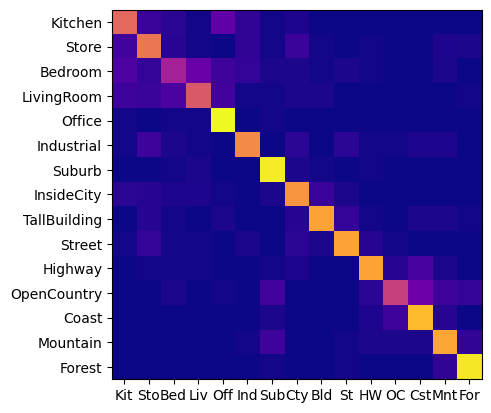 Kitchen
Store
Bedroom
LivingRoom
Office
Industrial
Suburb
InsideCity
TallBuilding
Street
Highway
OpenCountry
Coast
Mountain
Forest
Kit Sto Bed Liv Off Ind Sub Cty Bld St HW OC Cst Mnt For